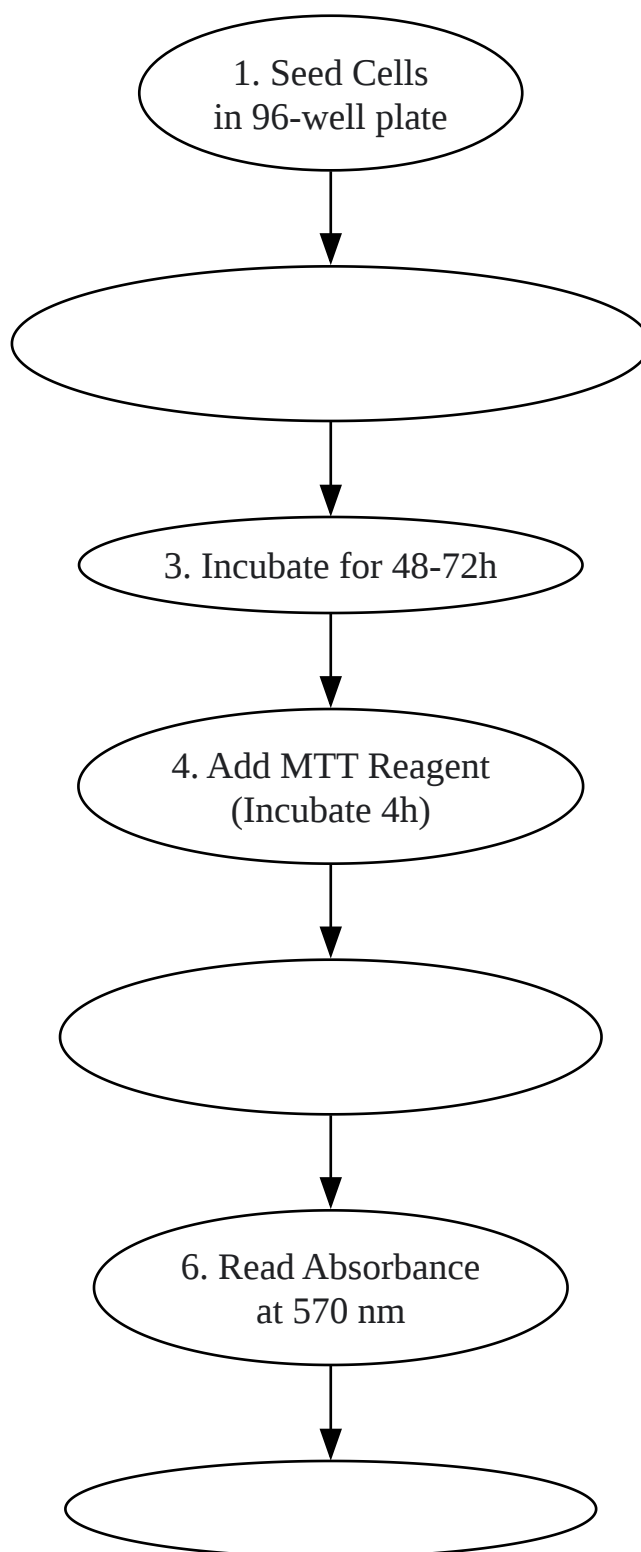 1. Seed Cells
in 96-well plate
3. Incubate for 48-72h
4. Add MTT Reagent
(Incubate 4h)
6. Read Absorbance
at 570 nm